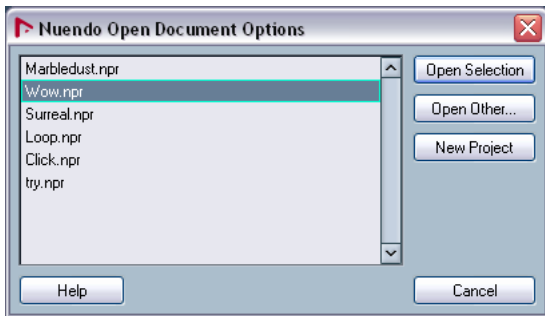 Nuendo Open Document Options
Marbledust.npr
Wow.npr
Surreal.npr
Loop.npr
Click.npr
try.npr
Open Selection
Open Other...
New Project
Help
Cancel